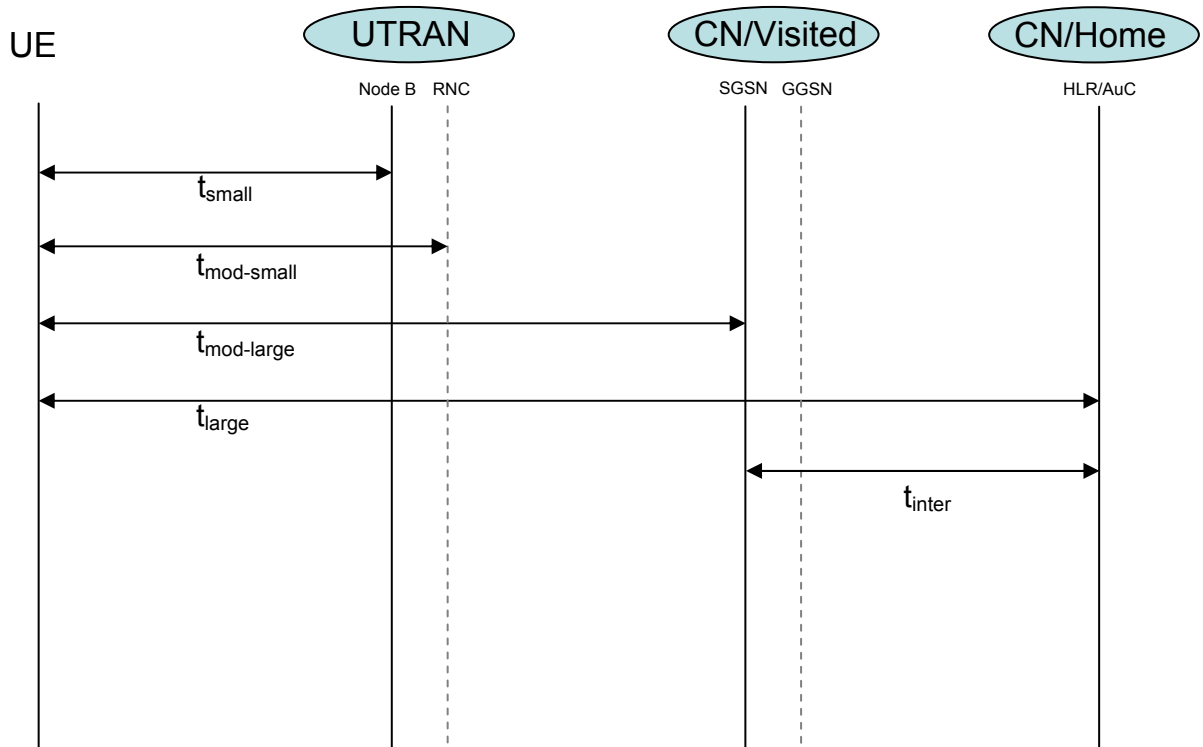 UE
UTRAN
CN/Visited
CN/Home
Node B RNC
SGSN GGSN
HLR/AuC
tsmall
tmod-small
tmod-large
tlarge
tinter